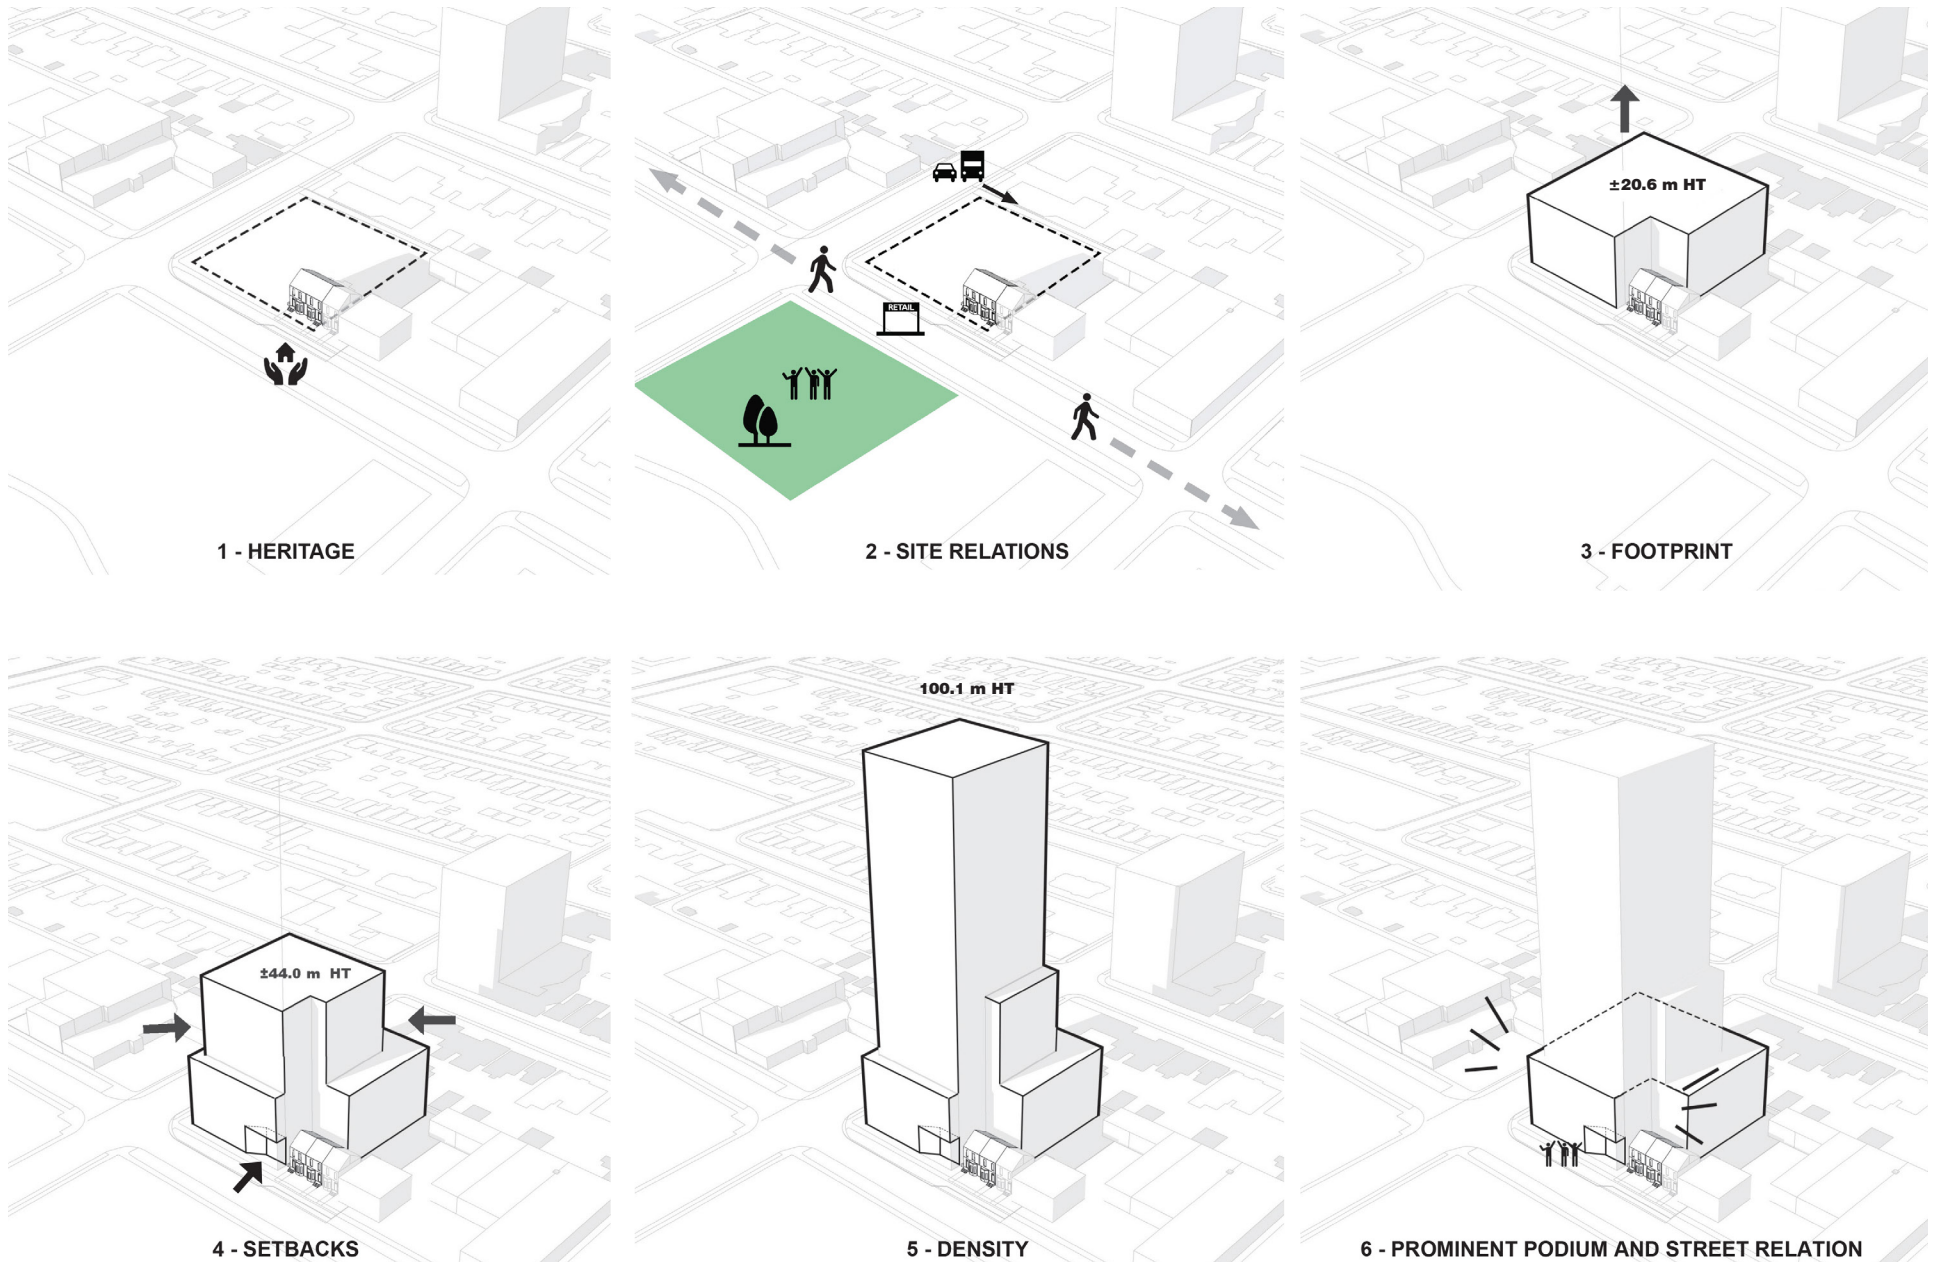 RETAIL
±20.6 m HT
1 - HERITAGE
2 - SITE RELATIONS
3 - FOOTPRINT
100.1 m HT
±44.0 m HT
4 - SETBACKS
5 - DENSITY
6 - PROMINENT PODIUM AND STREET RELATION